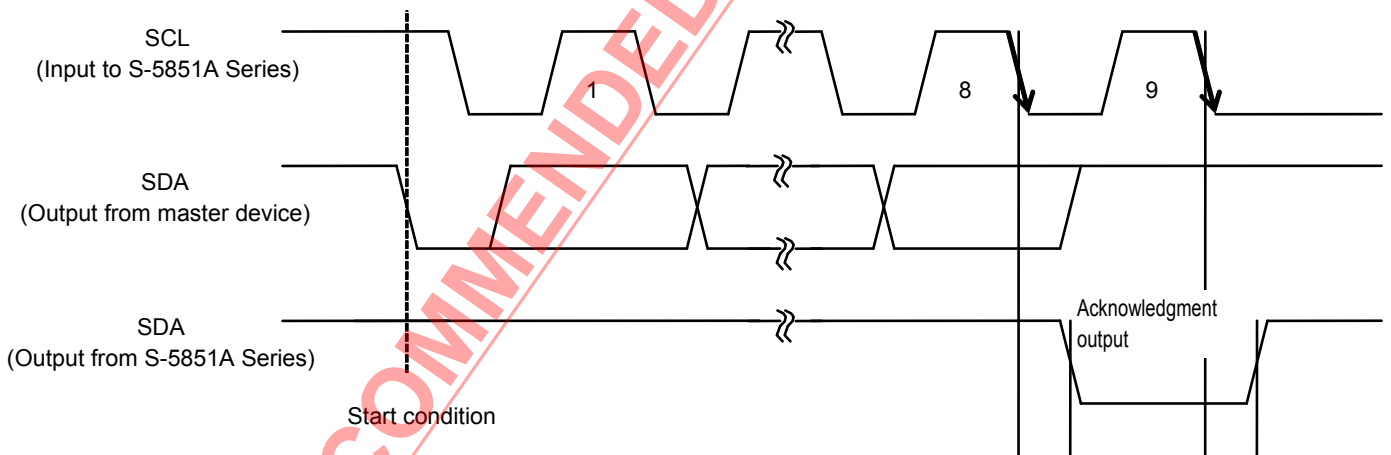 SCL
(Input to S-5851A Series)
1
8
9
SDA
(Output from master device)
SDA
(Output from S-5851A Series)
Acknowledgment
output
Start condition
COMMENDE